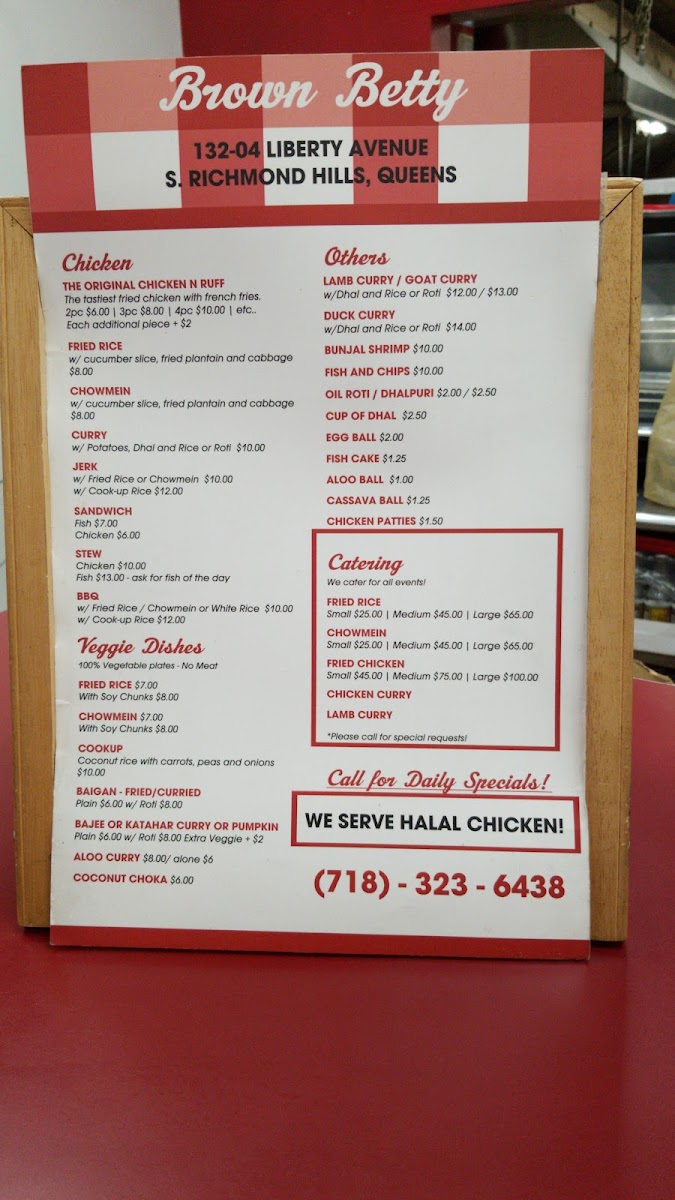 Brown Betty
132-04 LIBERTY AVENUE
S. RICHMOND HILLS, QUEENS
Chicken
THE ORIGINAL CHICKEN N RUFF
The tastiest fried chicken with french fries.
2pc $6.00 | 3pc $8.00 | 4pc $10.00 | etc..
Each additional piece + $2
FRIED RICE
w/ cucumber slice, fried plantain and cabbage
$8.00
CHOWMEIN
w/ cucumber slice, fried plantain and cabbage
$8.00
CURRY
w/ Potatoes, Dhal and Rice or Roti $10.00
JERK
w/ Fried Rice or Chowmein $10.00
w/ Cook-up Rice $12.00
SANDWICH
Fish $7.00
Chicken $6.00
STEW
Chicken $10.00
Fish $13.00 - ask for fish of the day
BBQ
w/ Fried Rice / Chowmein or White Rice $10.00
w/ Cook-up Rice $12.00
Veggie Dishes
100% Vegetable plates - No Meat
FRIED RICE $7.00
With Soy Chunks $8.00
CHOWMEIN $7.00
With Soy Chunks $8.00
COOKUP
Coconut rice with carrots, peas and onions
$10.00
BAIGAN - FRIED/CURRIED
Plain $6.00 w/ Roti $8.00
BAJEE OR KATAHAR CURRY OR PUMPKIN
Plain $6.00 w/ Roti $8.00 Extra Veggie + $2
ALOO CURRY $8.00/ alone $6
COCONUT CHOKA $6.00
Others
LAMB CURRY / GOAT CURRY
w/Dhal and Rice or Roti $12.00 / $13.00
DUCK CURRY
w/Dhal and Rice or Roti $14.00
BUNJAL SHRIMP $10.00
FISH AND CHIPS $10.00
OIL ROTI / DHALPURI $2.00 / $2.50
CUP OF DHAL $2.50
EGG BALL $2.00
FISH CAKE $1.25
ALOO BALL $1.00
CASSAVA BALL $1.25
CHICKEN PATTIES $1.50
Catering
We cater for all events!
FRIED RICE
Small $25.00 | Medium $45.00 | Large $65.00
CHOWMEIN
Small $25.00 | Medium $45.00 | Large $65.00
FRIED CHICKEN
Small $45.00 | Medium $75.00 | Large $100.00
CHICKEN CURRY
LAMB CURRY
*Please call for special requests!
Call for Daily Specials!
WE SERVE HALAL CHICKEN!
(718) - 323 - 6438